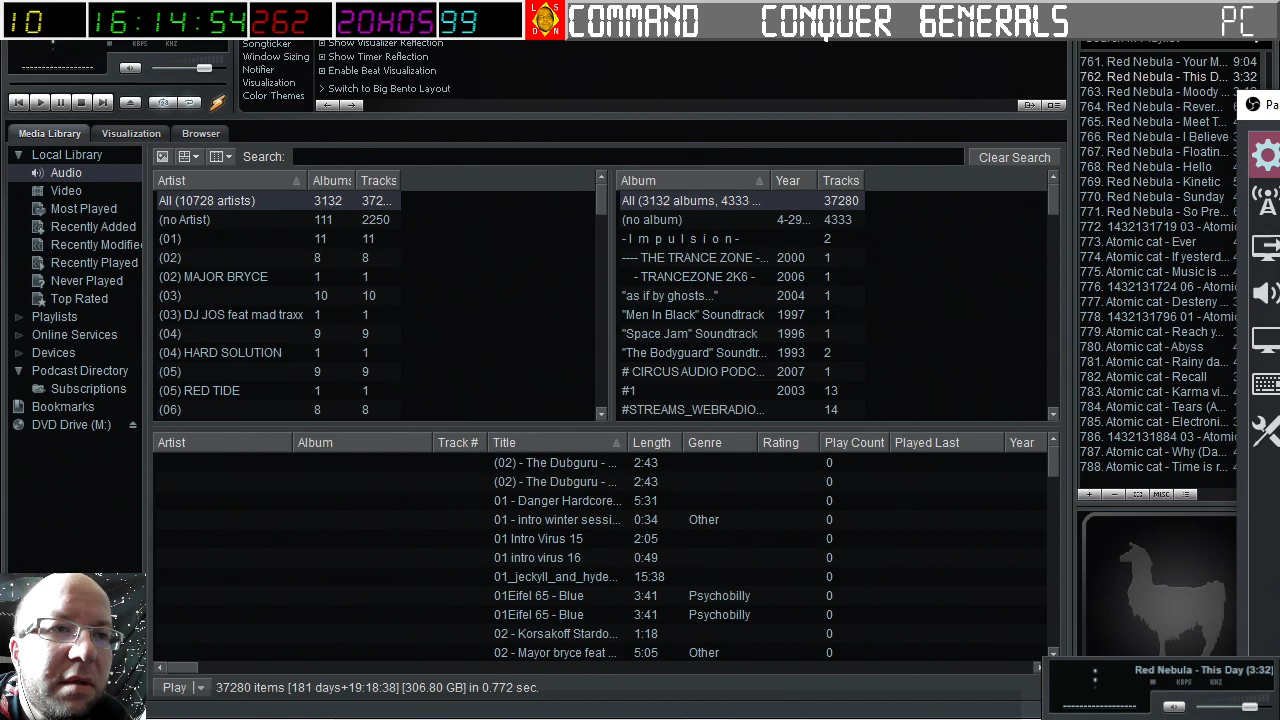 10 16:14:54 262 20H05 99 COMMAND CONQUER GENERALS PC
KBPS KHZ
Songticker
Window Sizing
Notifier
Visualization
Color Themes
Show Visualizer Reflection
Show Timer Reflection
Enable Beat Visualization
Switch to Big Bento Layout
Media Library Visualization Browser
Local Library
Audio
Video
Most Played
Recently Added
Recently Modifie
Recently Played
Never Played
Top Rated
Playlists
Online Services
Devices
Podcast Directory
Subscriptions
Bookmarks
DVD Drive (M:)
Search: Clear Search
Artist Albums Tracks
All (10728 artists) 3132 372...
(no Artist) 111 2250
(01) 11 11
(02) 8 8
(02) MAJOR BRYCE 1 1
(03) 10 10
(03) DJ JOS feat mad traxx 1 1
(04) 9 9
(04) HARD SOLUTION 1 1
(05) 9 9
(05) RED TIDE 1 1
(06) 8 8
Album Year Tracks
All (3732 albums, 4333 ... 37280
(no album) 4-29... 4333
- I m p u l s i o n - 2
---- THE TRANCE ZONE -... 2000 1
- TRANCEZONE 2K6 - 2006 1
"as if by ghosts..." 2004 1
"Men In Black" Soundtrack 1997 1
"Space Jam" Soundtrack 1996 1
"The Bodyguard" Soundtr... 1993 2
# CIRCUS AUDIO PODC... 2007 1
#1 2003 13
#STREAMS_WEBRADIO... 14
Artist Album Track # Title Length Genre Rating Play Count Played Last Year
(02) - The Dubguru - ... 2:43 0
(02) - The Dubguru - ... 2:43 0
01 - Danger Hardcore... 5:31 0
01 - intro winter sessi... 0:34 Other 0
01 Intro Virus 15 2:05 0
01 intro virus 16 0:49 0
01_jeckyll_and_hyde... 15:38 0
01Eifel 65 - Blue 3:41 Psychobilly 0
01Eifel 65 - Blue 3:41 Psychobilly 0
02 - Korsakoff Stardo... 1:18 0
02 - Mayor bryce feat ... 5:05 Other 0
Play 37280 items [181 days+19:18:38] [306.80 GB] in 0.772 sec.
761. Red Nebula - Your M... 9:04
762. Red Nebula - This D... 3:32
763. Red Nebula - Moody
764. Red Nebula - Rever...
765. Red Nebula - Meet T...
766. Red Nebula - I Believe
767. Red Nebula - Floatin...
768. Red Nebula - Hello
769. Red Nebula - Kinetic
770. Red Nebula - Sunday
771. Red Nebula - So Pre...
772. 1432131719 03 - Atomic
773. Atomic cat - Ever
774. Atomic cat - If yesterd...
775. Atomic cat - Music is ...
776. 1432131724 06 - Atomic
777. Atomic cat - Desteny
778. 1432131796 01 - Atomic
779. Atomic cat - Reach y...
780. Atomic cat - Abyss
781. Atomic cat - Rainy da...
782. Atomic cat - Recall
783. Atomic cat - Karma vi...
784. Atomic cat - Tears (A...
785. Atomic cat - Electroni...
786. 1432131884 03 - Atomic
787. Atomic cat - Why (Da...
788. Atomic cat - Time is r...
MISC
Pa
Red Nebula - This Day (3:32)
KBPS KHZ